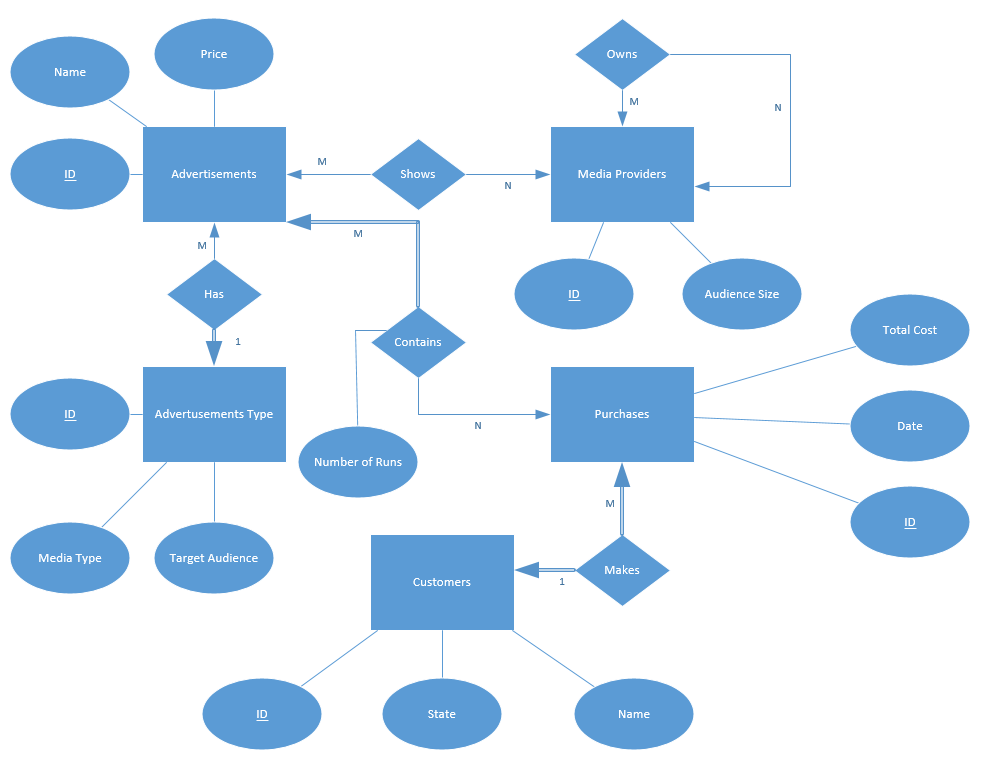 Price
Owns
Name
M
N
M
ID
Advertisements
Shows
Media Providers
N
M
M
Has
ID
Audience Size
Total Cost
1
Contains
ID
Advertusements Type
Purchases
Date
N
Number of Runs
M
ID
Media Type
Target Audience
Customers
1
Makes
ID
State
Name